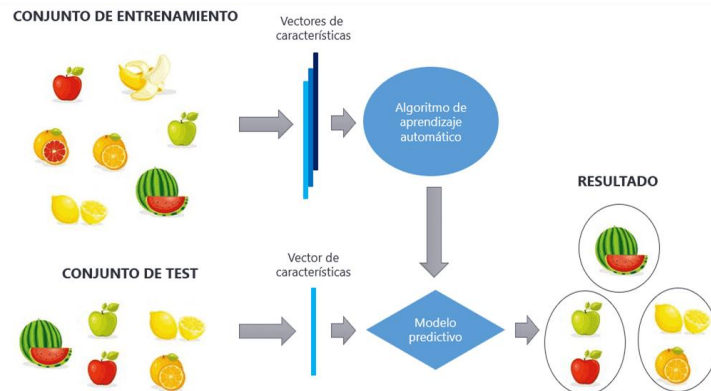 CONJUNTO DE ENTRENAMIENTO
Vectores de
características
Algoritmo de
aprendizaje
automático
RESULTADO
CONJUNTO DE TEST
Vector de
características
Modelo
predictivo